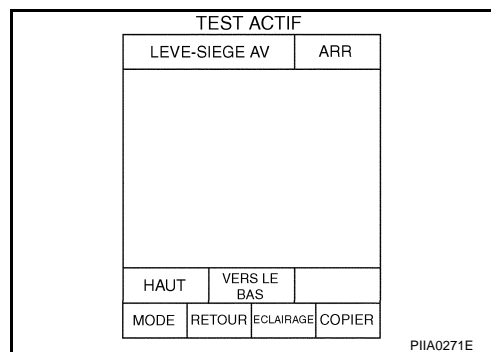 TEST ACTIF
LEVE-SIEGE AV ARR
HAUT VERS LE
BAS
MODE RETOUR ECLAIRAGE COPIER
PIIA0271E